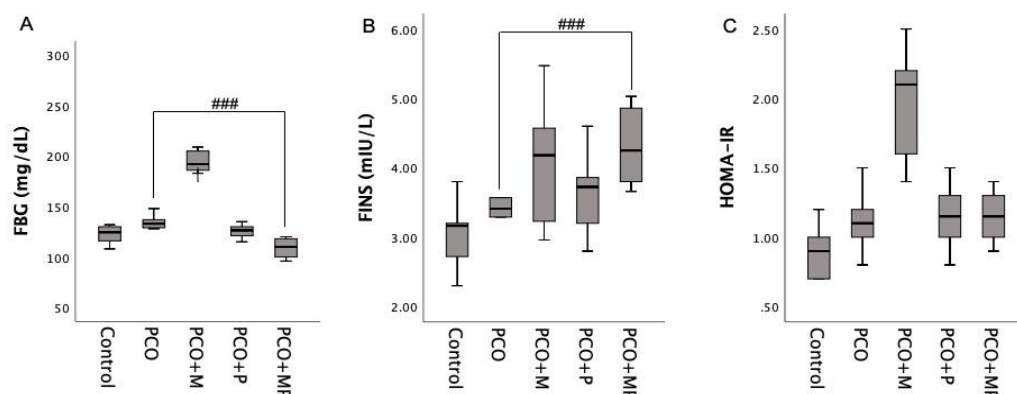 A
FBG (mg/dL)
300
250
200
150
100
50
###
Control
PCO
PCO+M
PCO+P
B
FINS (mIU/L)
6.00
5.00
4.00
3.00
2.00
###
Control
PCO
PCO+M
PCO+P
C
HOMA-IR
2.50
2.00
1.50
1.00
.50
Control
PCO
PCO+M
PCO+P